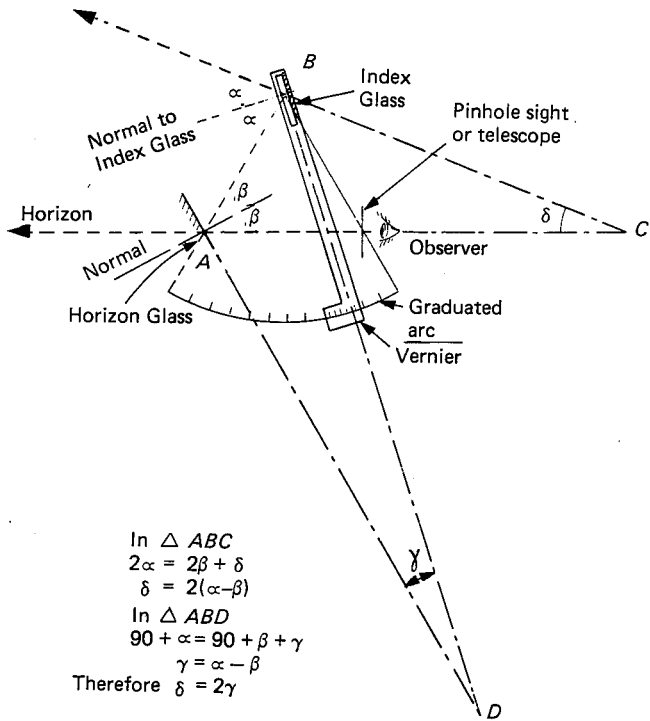 B
Index
Glass
∝
∝
Normal to
Index Glass
Pinhole sight
or telescope
β
β
δ
C
Horizon
Observer
Normal
A
Horizon Glass
Graduated
arc
Vernier
γ
In △ ABC
2∝ = 2β + δ
δ = 2(∝−β)
In △ ABD
90 + ∝ = 90 + β + γ
γ = ∝ − β
Therefore δ = 2γ
D